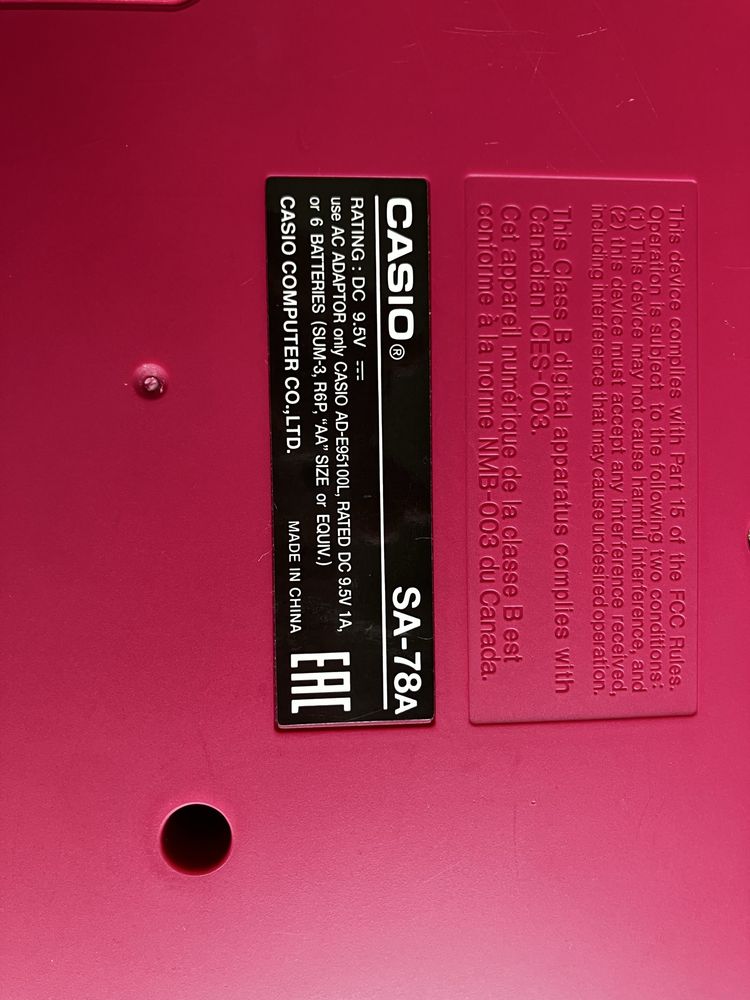 This device complies with Part 15 of the FCC Rules.
Operation is subject to the following two conditions:
(1) This device may not cause harmful interference, and
(2) this device must accept any interference received,
including interference that may cause undesired operation.
This Class B digital apparatus complies with
Canadian ICES-003.
Cet appareil numérique de la classe B est
conforme à la norme NMB-003 du Canada.
CASIO® SA-78A
RATING : DC 9.5V ⎓
use AC ADAPTOR only CASIO AD-E95100L, RATED DC 9.5V 1A,
or 6 BATTERIES (SUM-3, R6P, “AA” SIZE or EQUIV.)
CASIO COMPUTER CO.,LTD. MADE IN CHINA
EAC